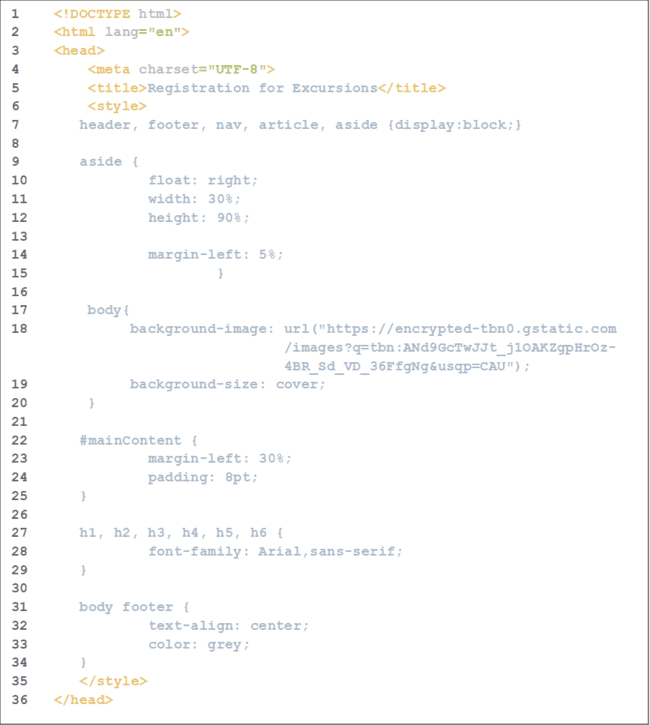 1 <!DOCTYPE html>
2 <html lang="en">
3 <head>
4 <meta charset="UTF-8">
5 <title>Registration for Excursions</title>
6 <style>
7 header, footer, nav, article, aside {display:block;}
8
9 aside {
10 float: right;
11 width: 30%;
12 height: 90%;
13
14 margin-left: 5%;
15 }
16
17 body{
18 background-image: url("https://encrypted-tbn0.gstatic.com
/images?q=tbn:ANd9GcTwJJt_j1OAKZgpHrOz-
4BR_Sd_VD_36FfgNg&usqp=CAU");
19 background-size: cover;
20 }
21
22 #mainContent {
23 margin-left: 30%;
24 padding: 8pt;
25 }
26
27 h1, h2, h3, h4, h5, h6 {
28 font-family: Arial,sans-serif;
29 }
30
31 body footer {
32 text-align: center;
33 color: grey;
34 }
35 </style>
36 </head>